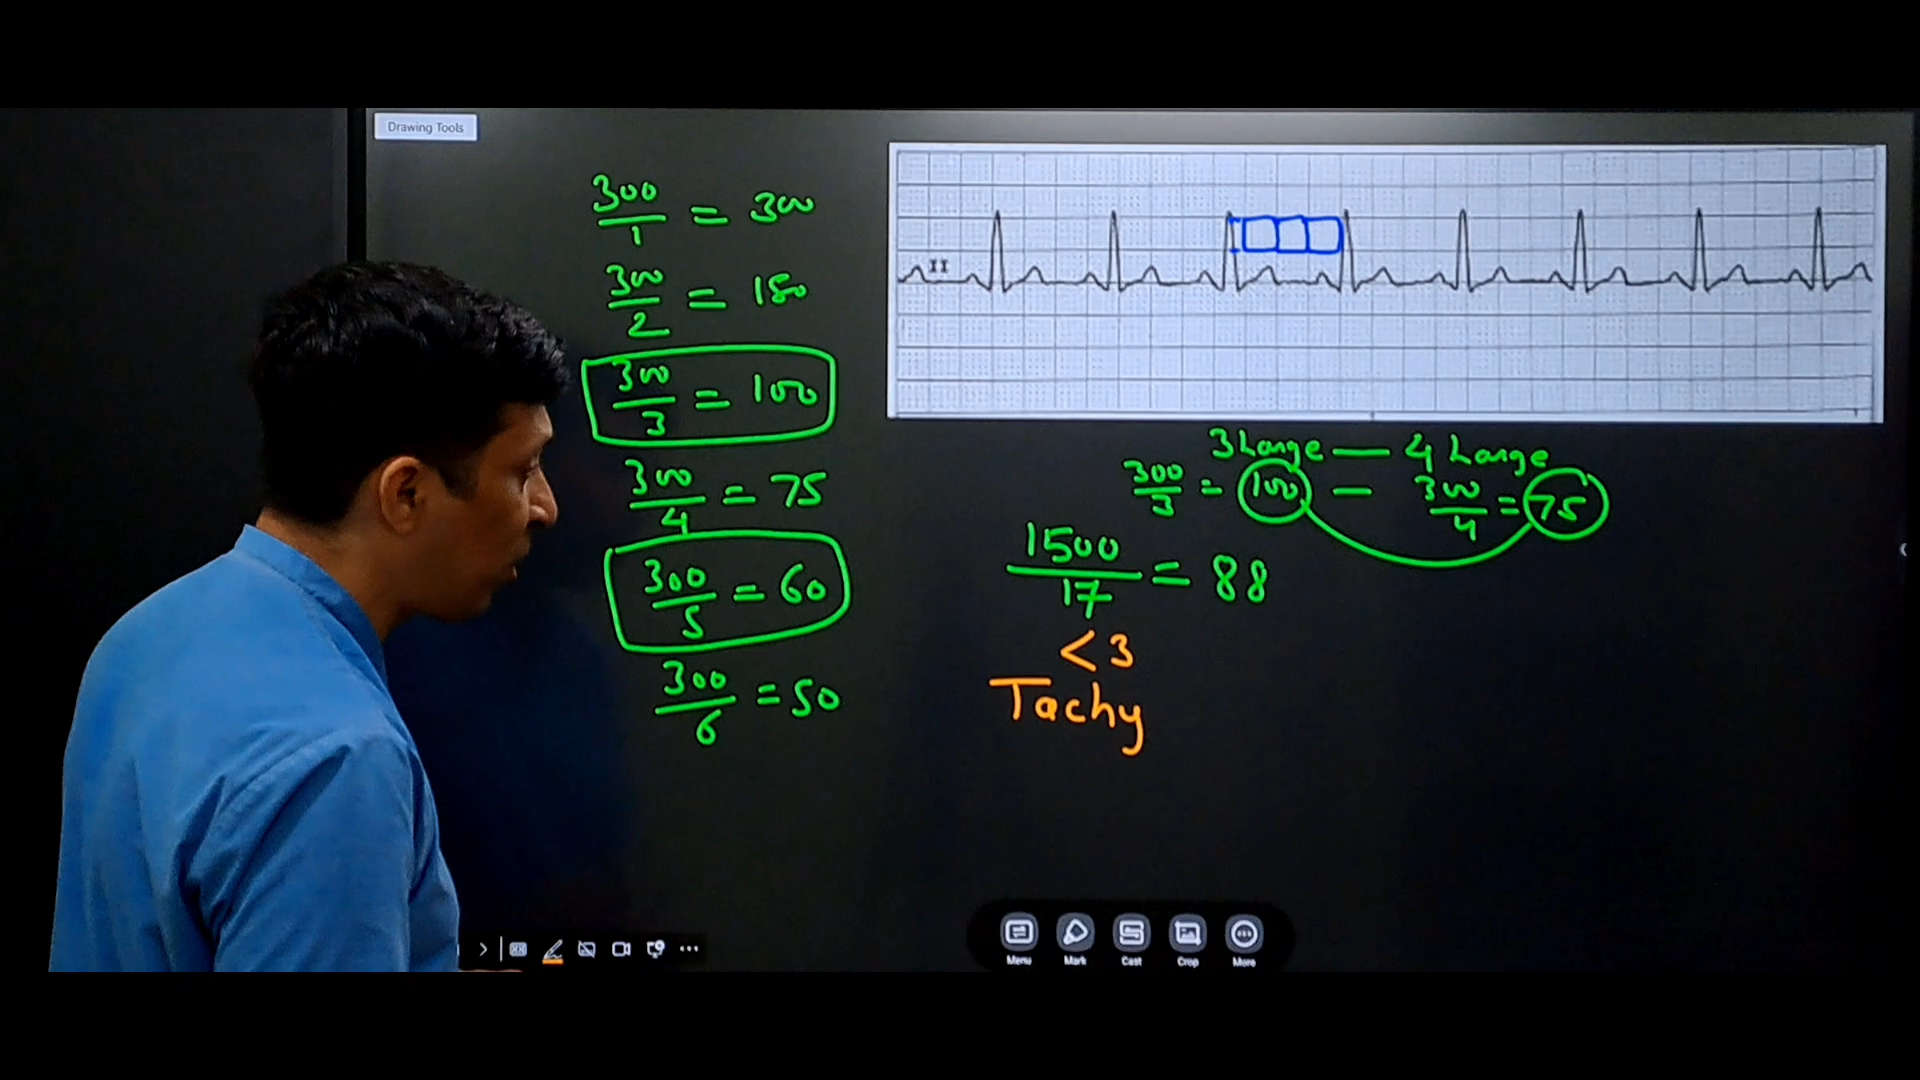 Drawing Tools
300/1 = 300
300/2 = 150
300/3 = 100
300/4 = 75
300/5 = 60
300/6 = 50
II
3 Large — 4 Large
300/3 = 100 — 300/4 = 75
1500/17 = 88
< 3
Tachy
Menu Mark Cast Crop More